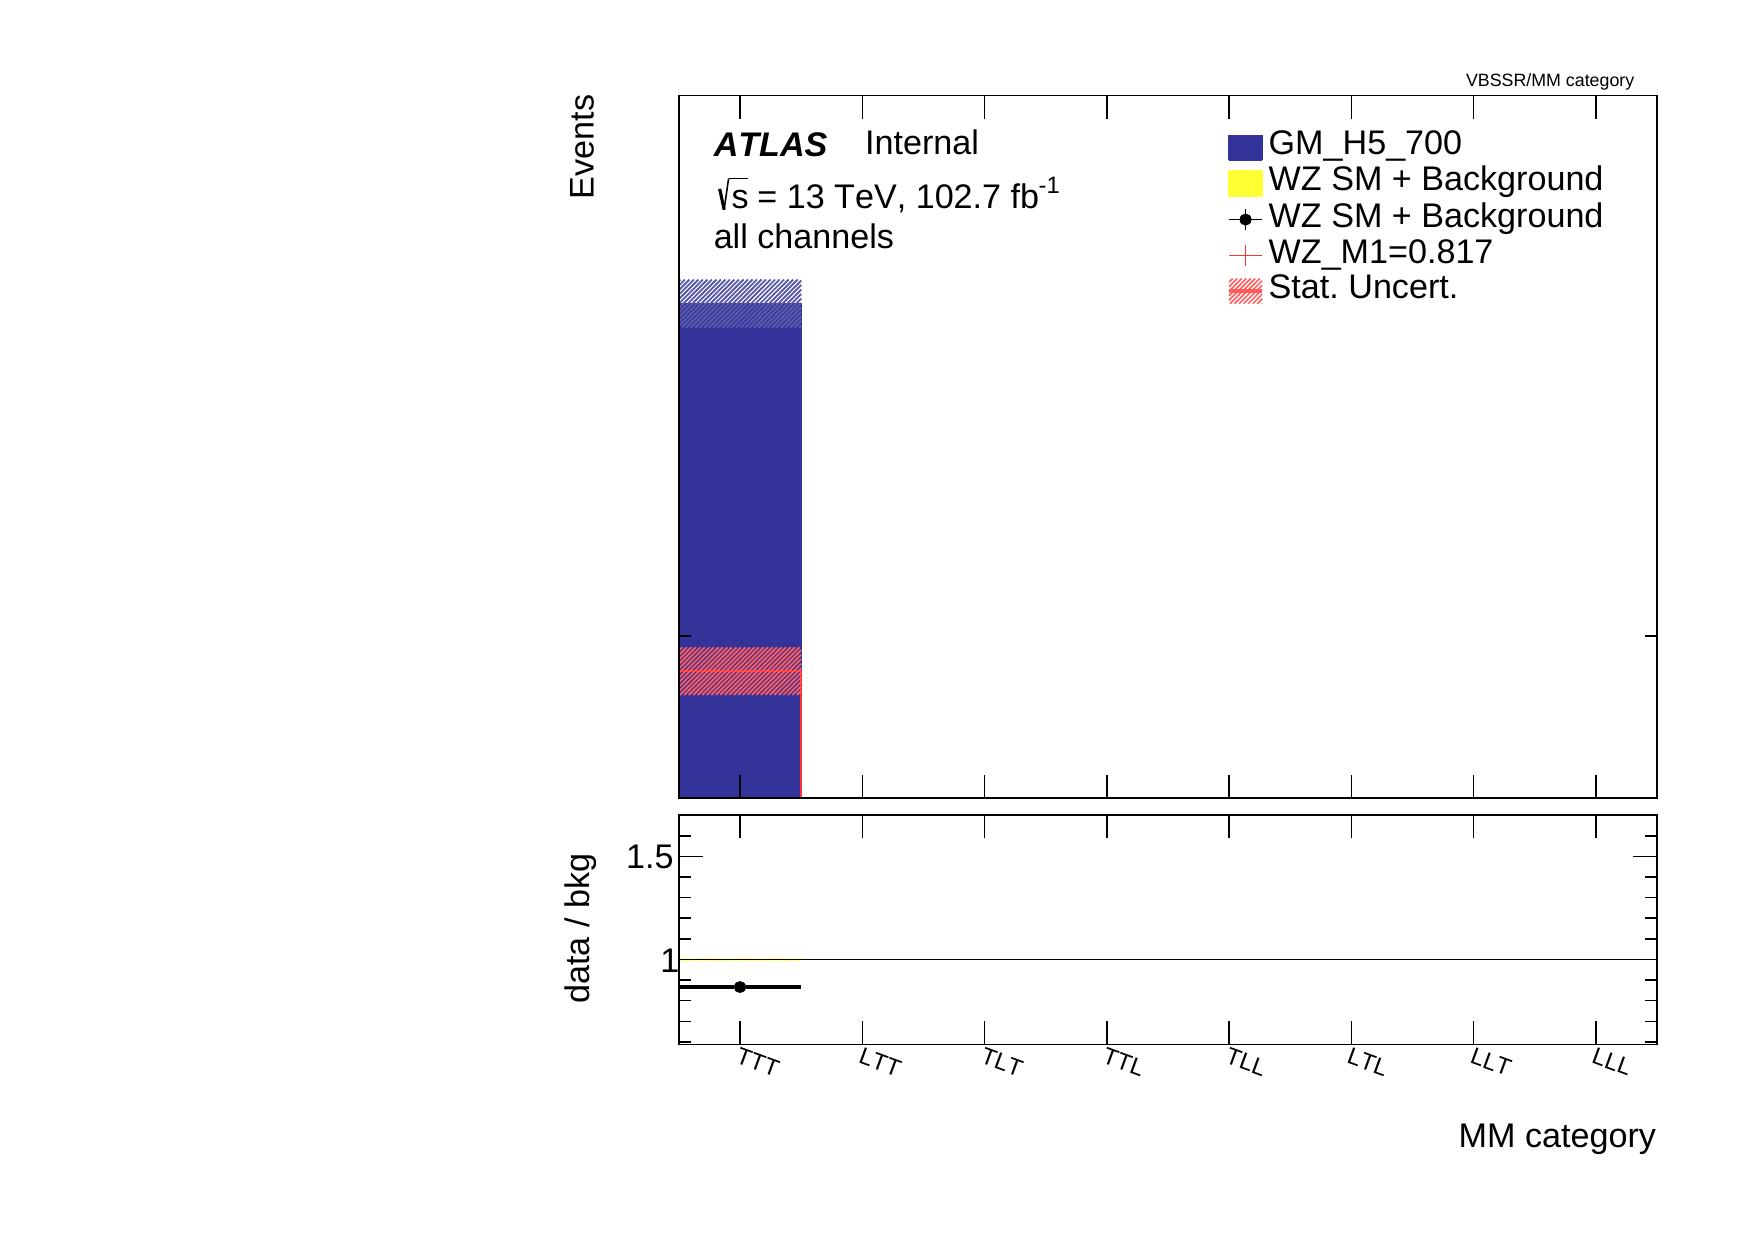 VBSSR/MM category
Events
ATLAS Internal
√s = 13 TeV, 102.7 fb-1
all channels
GM_H5_700
WZ SM + Background
WZ SM + Background
WZ_M1=0.817
Stat. Uncert.
data / bkg
1.5
1
TTT LTT TLT TTL TLL LTL LLT LLL
MM category